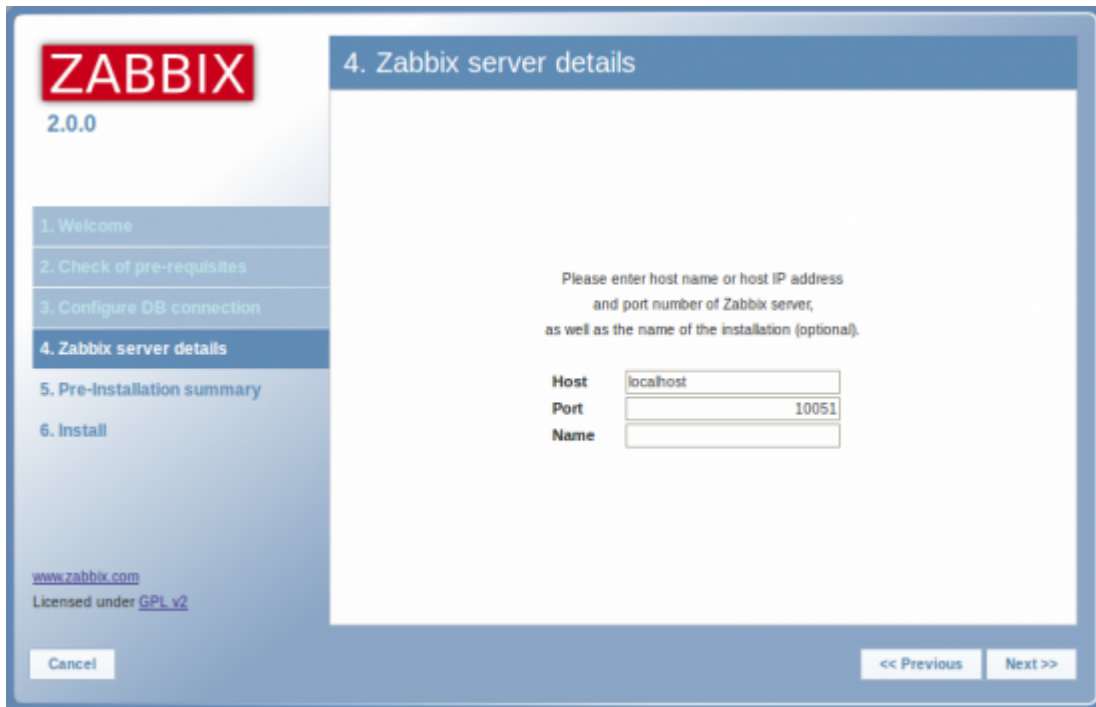 ZABBIX
2.0.0
1. Welcome
2. Check of pre-requisites
3. Configure DB connection
4. Zabbix server details
5. Pre-Installation summary
6. Install
www.zabbix.com
Licensed under GPL v2
4. Zabbix server details
Please enter host name or host IP address
and port number of Zabbix server,
as well as the name of the installation (optional).
Host localhost
Port 10051
Name
Cancel
<< Previous
Next >>